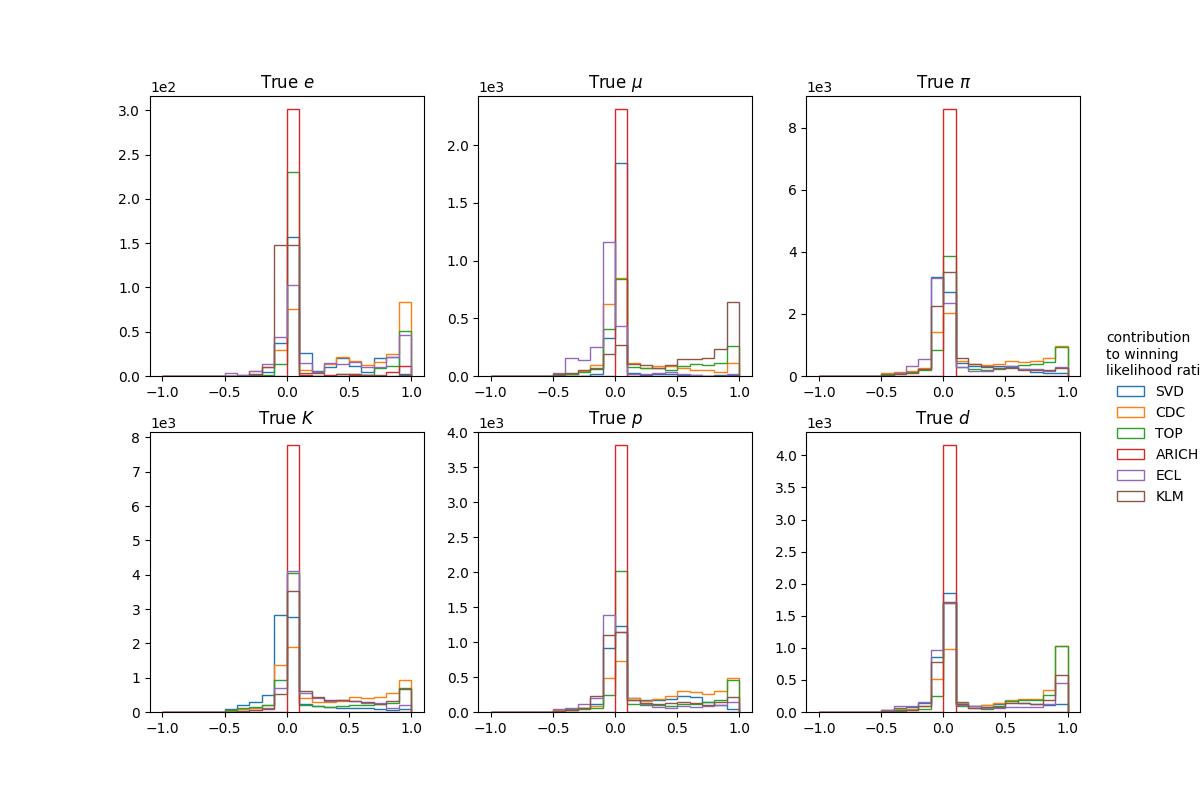 True e
1e2
3.0
2.5
2.0
1.5
1.0
0.5
0.0
−1.0 −0.5 0.0 0.5 1.0
True μ
1e3
2.0
1.5
1.0
0.5
0.0
−1.0 −0.5 0.0 0.5 1.0
True π
1e3
8
6
4
2
0
−1.0 −0.5 0.0 0.5 1.0
True K
1e3
8
7
6
5
4
3
2
1
0
−1.0 −0.5 0.0 0.5 1.0
True p
1e3
4.0
3.5
3.0
2.5
2.0
1.5
1.0
0.5
0.0
−1.0 −0.5 0.0 0.5 1.0
True d
1e3
4.0
3.5
3.0
2.5
2.0
1.5
1.0
0.5
0.0
−1.0 −0.5 0.0 0.5 1.0
contribution
to winning
likelihood rati
SVD
CDC
TOP
ARICH
ECL
KLM